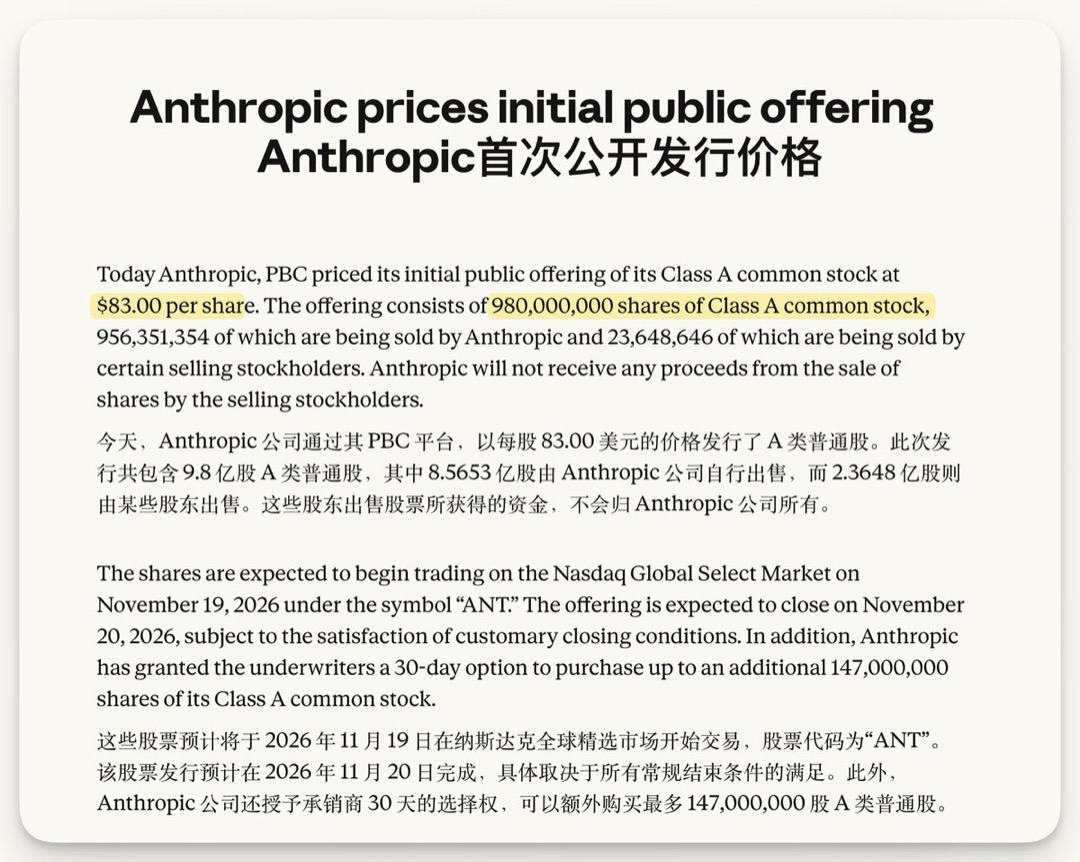 Anthropic prices initial public offering
Anthropic首次公开发行价格
Today Anthropic, PBC priced its initial public offering of its Class A common stock at
$83.00 per share. The offering consists of 980,000,000 shares of Class A common stock,
956,351,354 of which are being sold by Anthropic and 23,648,646 of which are being sold by
certain selling stockholders. Anthropic will not receive any proceeds from the sale of
shares by the selling stockholders.
今天，Anthropic 公司通过其 PBC 平台，以每股 83.00 美元的价格发行了 A 类普通股。此次发
行共包含 9.8 亿股 A 类普通股，其中 8.5653 亿股由 Anthropic 公司自行出售，而 2.3648 亿股则
由某些股东出售。这些股东出售股票所获得的资金，不会归 Anthropic 公司所有。
The shares are expected to begin trading on the Nasdaq Global Select Market on
November 19, 2026 under the symbol “ANT.” The offering is expected to close on November
20, 2026, subject to the satisfaction of customary closing conditions. In addition, Anthropic
has granted the underwriters a 30-day option to purchase up to an additional 147,000,000
shares of its Class A common stock.
这些股票预计将于 2026 年 11 月 19 日在纳斯达克全球精选市场开始交易，股票代码为“ANT”。
该股票发行预计在 2026 年 11 月 20 日完成，具体取决于所有常规结束条件的满足。此外，
Anthropic 公司还授予承销商 30 天的选择权，可以额外购买最多 147,000,000 股 A 类普通股。